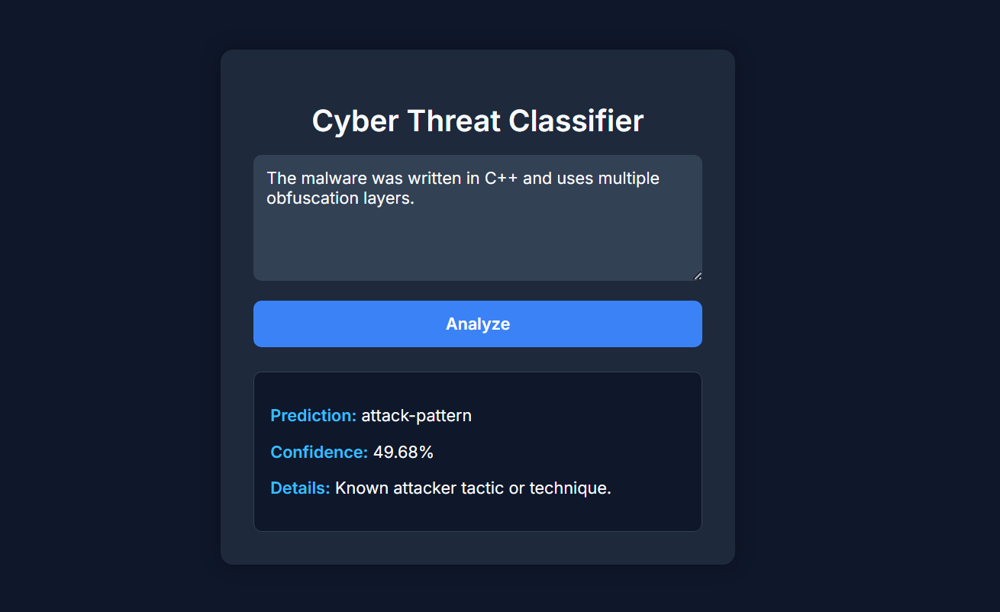 Cyber Threat Classifier
The malware was written in C++ and uses multiple
obfuscation layers.
Analyze
Prediction: attack-pattern
Confidence: 49.68%
Details: Known attacker tactic or technique.